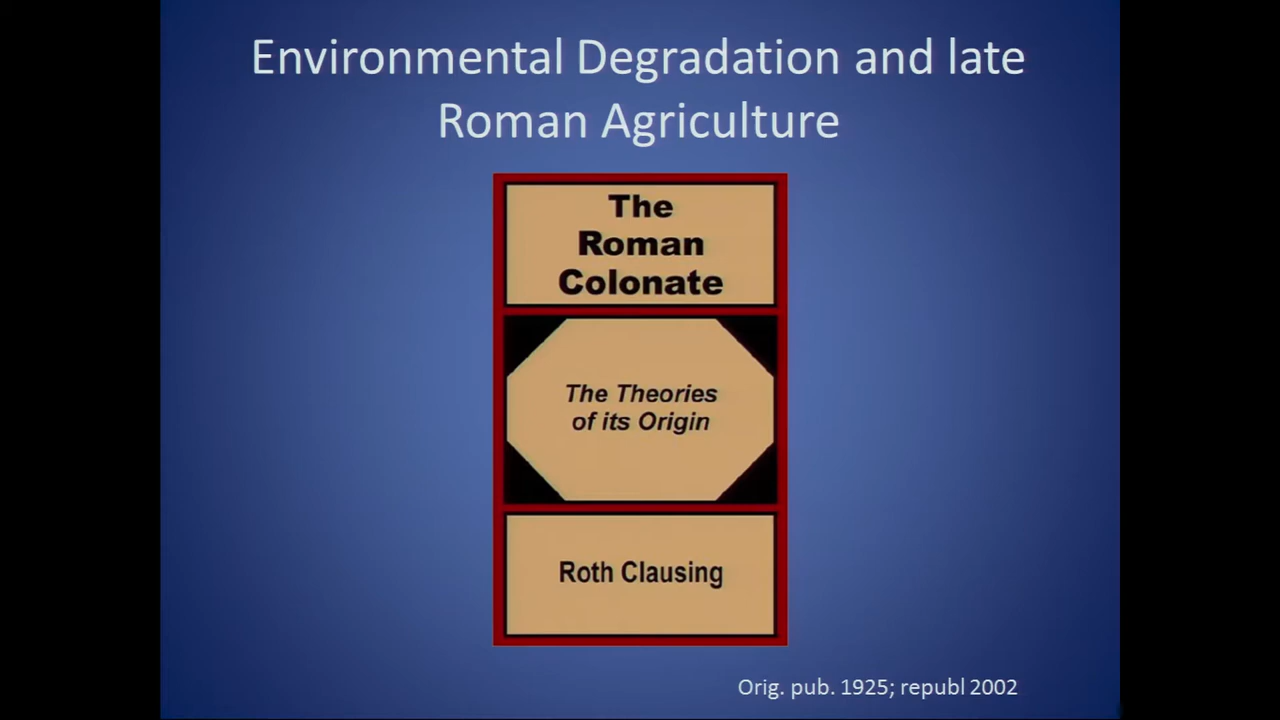 Environmental Degradation and late
Roman Agriculture
The
Roman
Colonate
The Theories
of its Origin
Roth Clausing
Orig. pub. 1925; republ 2002